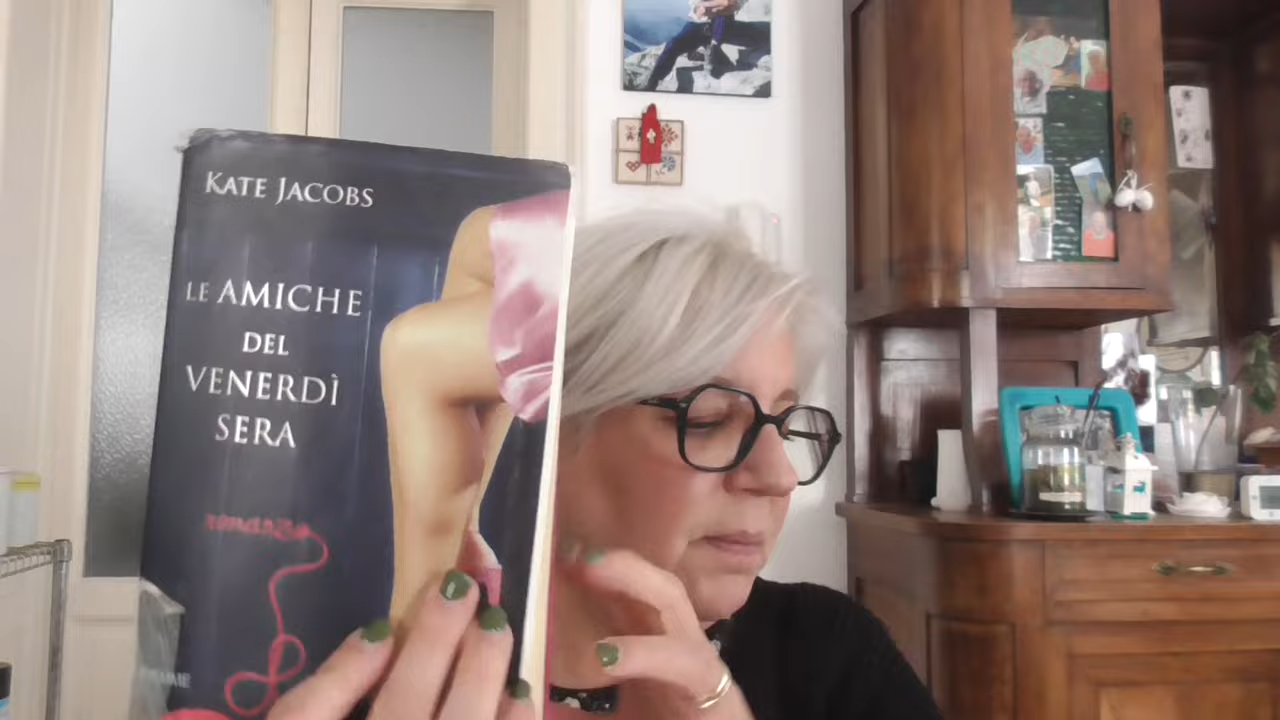 KATE JACOBS
LE AMICHE
DEL
VENERDÌ
SERA
romanzo